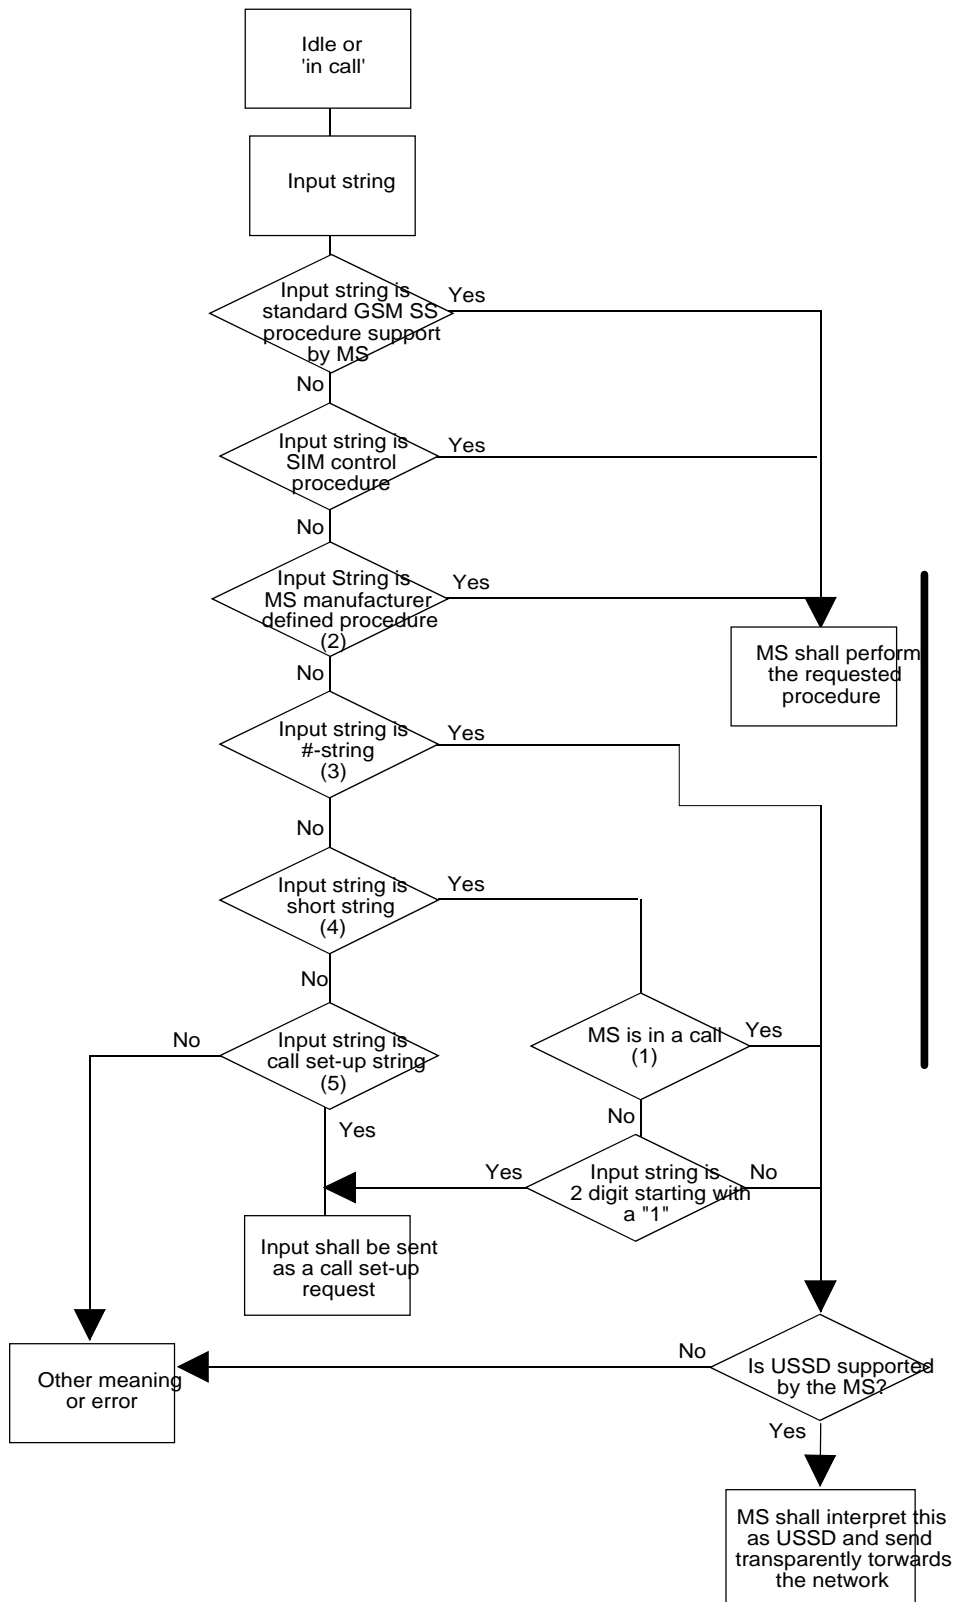 Idle or
'in call'
Input string
Input string is
standard GSM SS
procedure support
by MS
Yes
No
Input string is
SIM control
procedure
Yes
No
Input String is
MS manufacturer
defined procedure
(2)
Yes
No
MS shall perform
the requested
procedure
Input string is
#-string
(3)
Yes
No
Input string is
short string
(4)
Yes
No
MS is in a call
(1)
Yes
No
Input string is
call set-up string
(5)
No
Yes
Input string is
2 digit starting with
a "1"
Yes
No
Input shall be sent
as a call set-up
request
Is USSD supported
by the MS?
No
Yes
Other meaning
or error
MS shall interpret this
as USSD and send
transparently torwards
the network